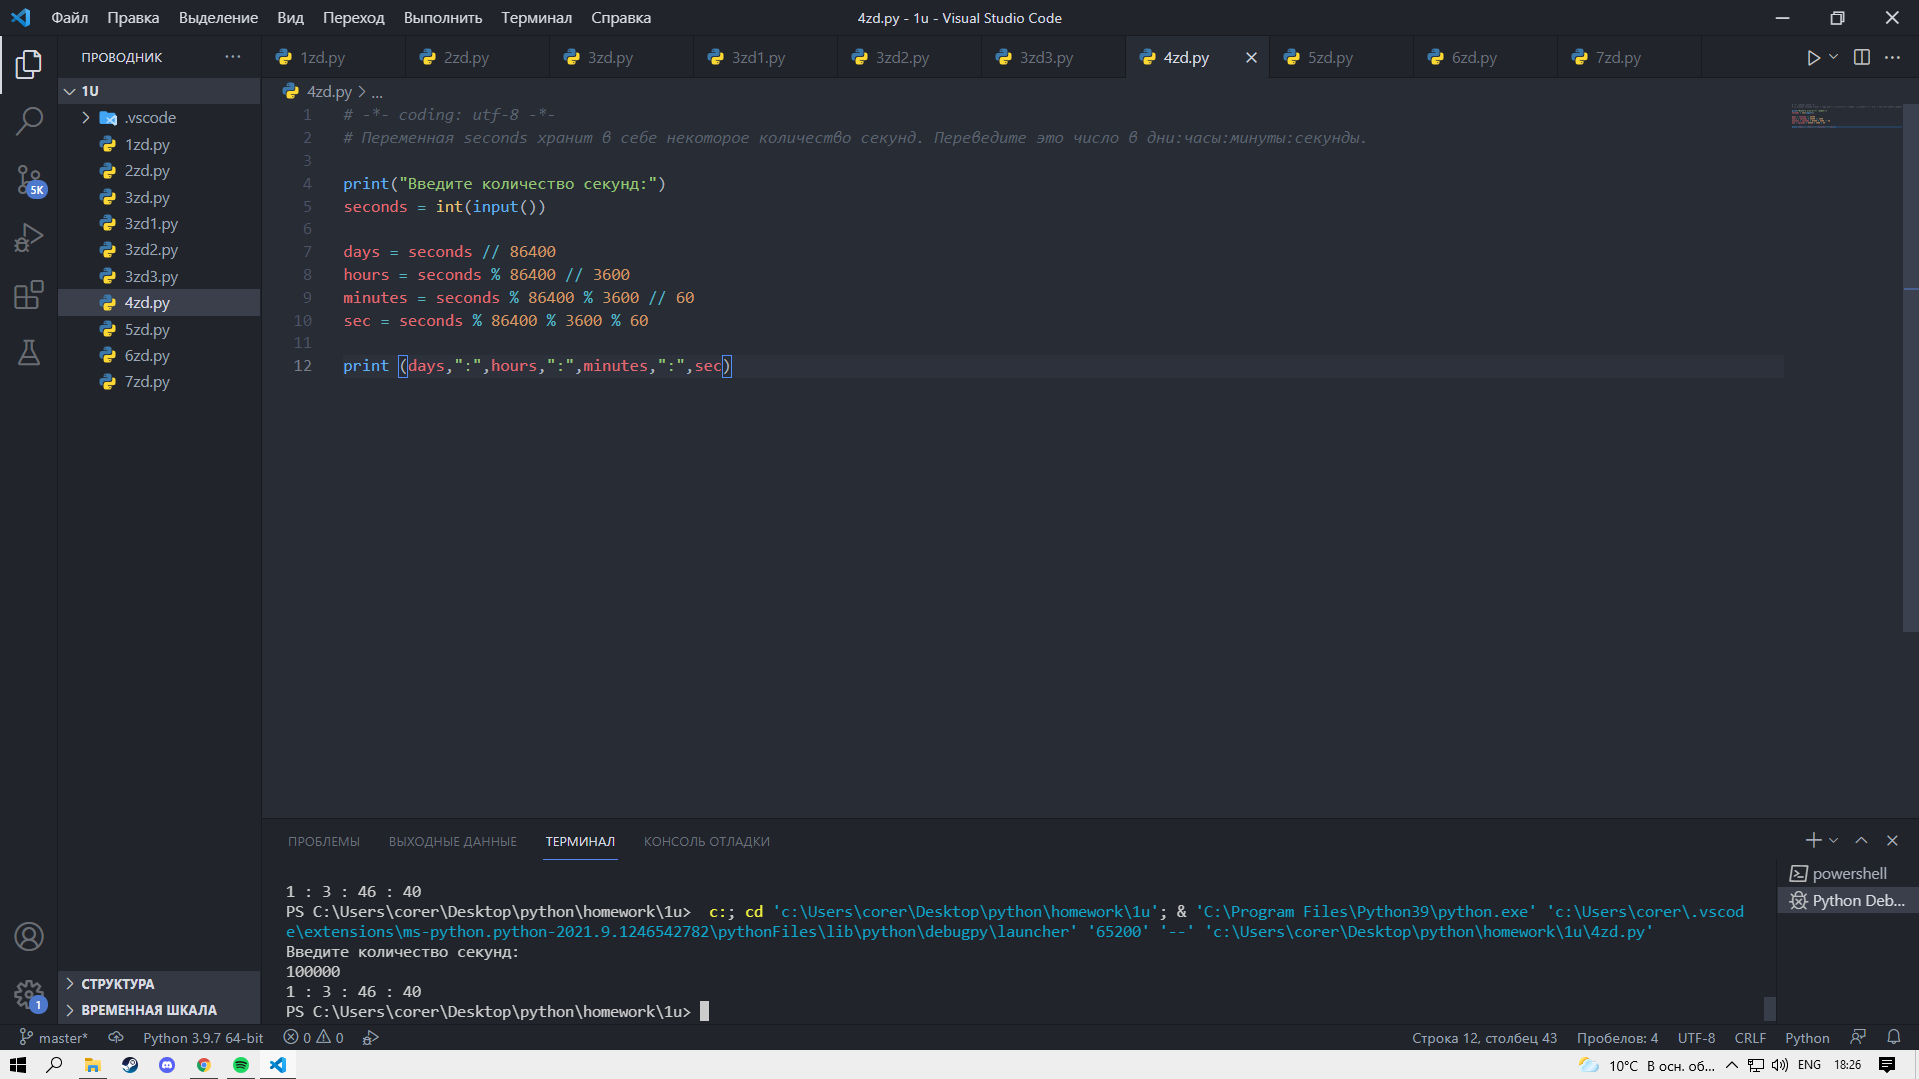 Файл Правка Выделение Вид Переход Выполнить Терминал Справка 4zd.py - 1u - Visual Studio Code
ПРОВОДНИК ...
1zd.py 2zd.py 3zd.py 3zd1.py 3zd2.py 3zd3.py 4zd.py 5zd.py 6zd.py 7zd.py
1U
.vscode
1zd.py
2zd.py
3zd.py
3zd1.py
3zd2.py
3zd3.py
4zd.py
5zd.py
6zd.py
7zd.py
5K
4zd.py > ...
1 # -*- coding: utf-8 -*-
2 # Переменная seconds хранит в себе некоторое количество секунд. Переведите это число в дни:часы:минуты:секунды.
3
4 print("Введите количество секунд:")
5 seconds = int(input())
6
7 days = seconds // 86400
8 hours = seconds % 86400 // 3600
9 minutes = seconds % 86400 % 3600 // 60
10 sec = seconds % 86400 % 3600 % 60
11
12 print (days,":",hours,":",minutes,":",sec)
ПРОБЛЕМЫ ВЫХОДНЫЕ ДАННЫЕ ТЕРМИНАЛ КОНСОЛЬ ОТЛАДКИ
1 : 3 : 46 : 40
PS C:\Users\corer\Desktop\python\homework\1u>  c:; cd 'c:\Users\corer\Desktop\python\homework\1u'; & 'C:\Program Files\Python39\python.exe' 'c:\Users\corer\.vscod
e\extensions\ms-python.python-2021.9.1246542782\pythonFiles\lib\python\debugpy\launcher' '65200' '--' 'c:\Users\corer\Desktop\python\homework\1u\4zd.py'
Введите количество секунд:
100000
1 : 3 : 46 : 40
PS C:\Users\corer\Desktop\python\homework\1u>
powershell
Python Deb...
СТРУКТУРА
ВРЕМЕННАЯ ШКАЛА
1
master* Python 3.9.7 64-bit 0 0 Строка 12, столбец 43 Пробелов: 4 UTF-8 CRLF Python
10°C В осн. об... ENG 18:26